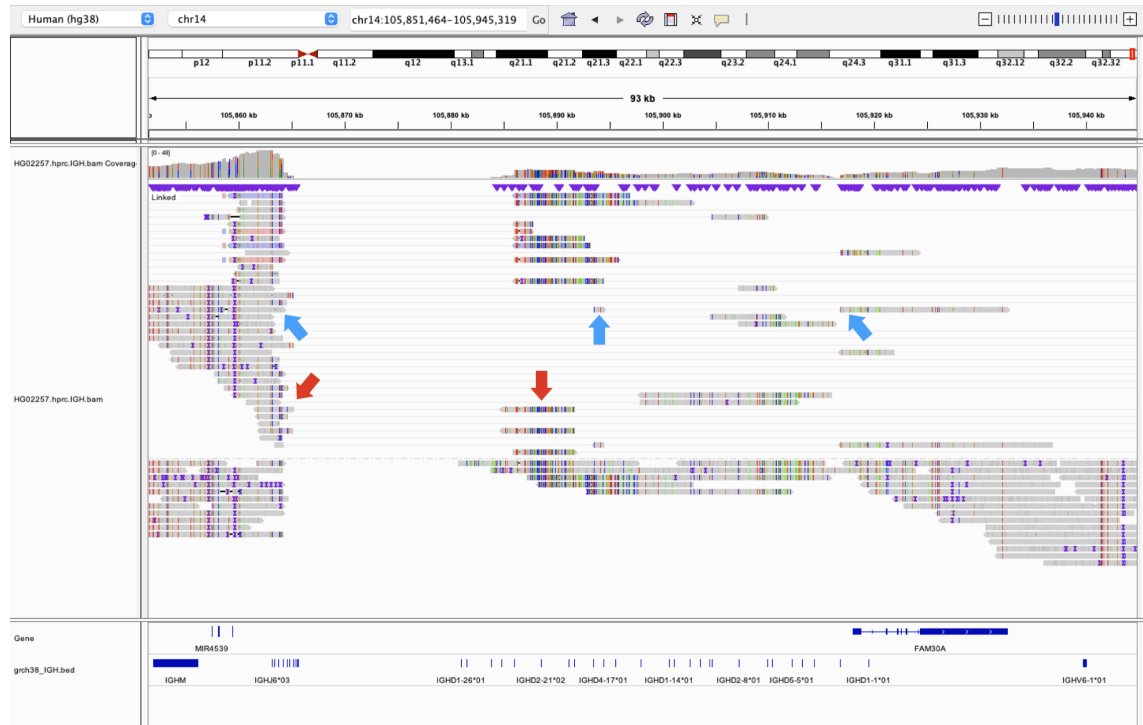 Human (hg38) chr14 chr14:105,851,464-105,945,319 Go
p12 p11.2 p11.1 q11.2 q12 q13.1 q21.1 q21.2 q21.3 q22.1 q22.3 q23.2 q24.1 q24.3 q31.1 q31.3 q32.12 q32.2 q32.32
93 kb
105,860 kb 105,870 kb 105,880 kb 105,890 kb 105,900 kb 105,910 kb 105,920 kb 105,930 kb 105,940 kb
HG02257.hprc.IGH.bam Coverag
[0 - 48]
Linked
HG02257.hprc.IGH.bam
Gene
MIR4539 FAM30A
grch38_IGH.bed
IGHM IGHJ6*03 IGHD1-26*01 IGHD2-21*02 IGHD4-17*01 IGHD1-14*01 IGHD2-8*01 IGHD5-5*01 IGHD1-1*01 IGHV6-1*01